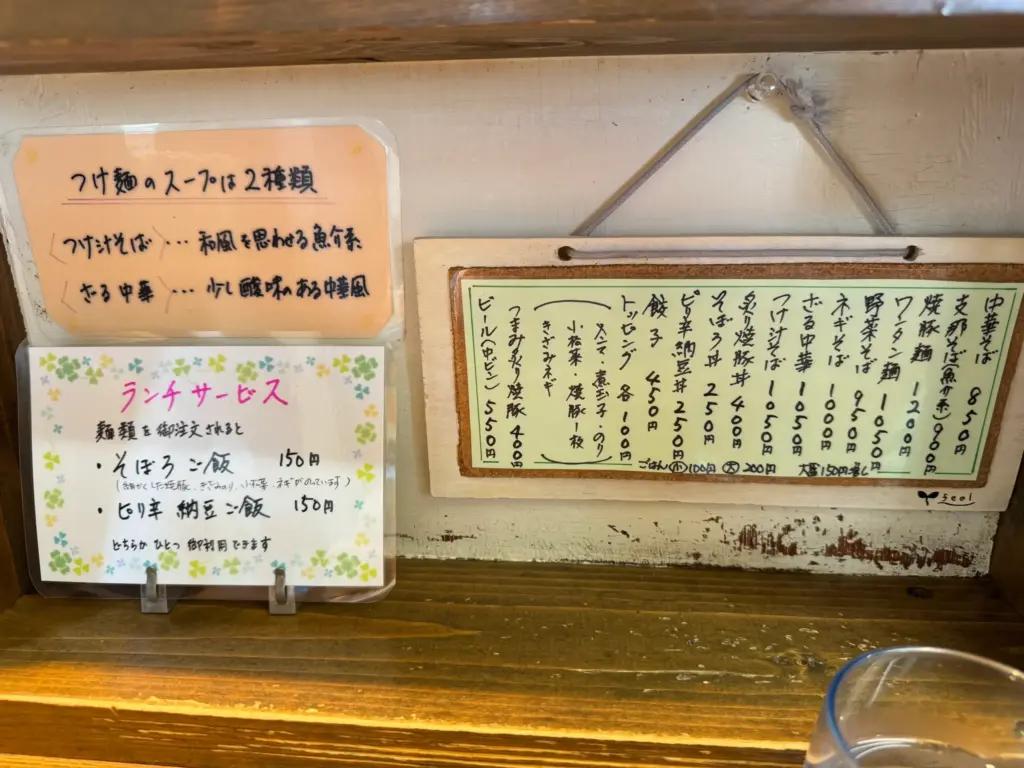 つけ麺のスープは2種類
〈つけ汁そば〉… 和風を思わせる魚介系
〈ざる中華〉… 少し酸味のある中華風
ランチサービス
麺類を御注文されると
・そぼろご飯 150円
(細かくした焼豚、きざみのり、小松菜、ネギがのっています)
・ピリ辛納豆ご飯 150円
どちらかひとつ御利用できます
中華そば 850円
支那そば(魚介系)900円
焼豚麺 1200円
ワンタン麺 1050円
野菜そば 950円
ネギそば 1000円
ざる中華 1050円
つけ汁そば 1050円
炙り焼豚丼 400円
そぼろ丼 250円
ピリ辛納豆丼 250円
餃子 450円
トッピング 各100円
(メンマ・煮玉子・のり
小松菜・焼豚1枚
きざみネギ)
つまみ炙り焼豚 400円
ビール(中ビン) 550円
ごはん 小 100円 大 200円 大盛150円増し
seol